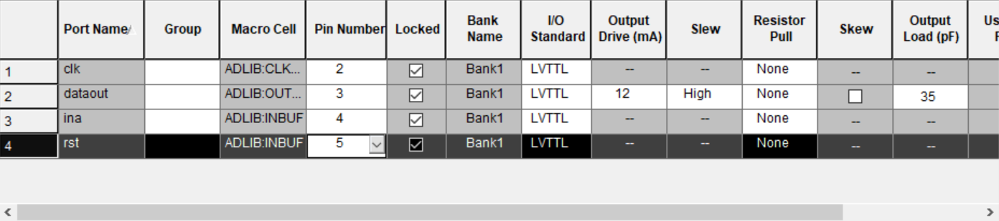 Port Name Group Macro Cell Pin Number Locked Bank Name I/O Standard Output Drive (mA) Slew Resistor Pull Skew Output Load (pF)
1 clk ADLIB:CLK... 2 Bank1 LVTTL -- -- None -- --
2 dataout ADLIB:OUT... 3 Bank1 LVTTL 12 High None 35
3 ina ADLIB:INBUF 4 Bank1 LVTTL -- -- None -- --
4 rst ADLIB:INBUF 5 Bank1 LVTTL -- -- None -- --